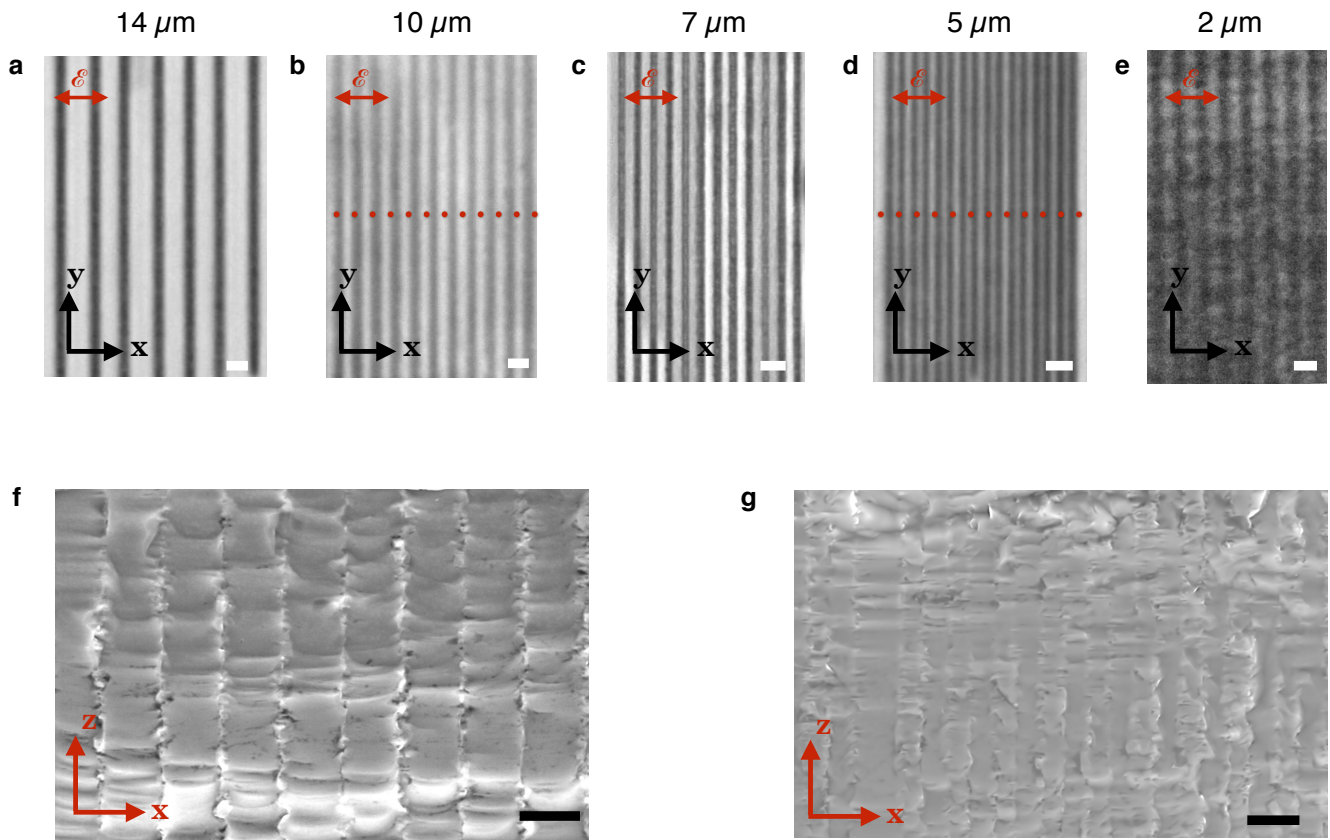 14 µm 10 µm 7 µm 5 µm 2 µm
a b c d e
ℰ ℰ ℰ ℰ ℰ
y y y y y
x x x x x
f g
z z
x x